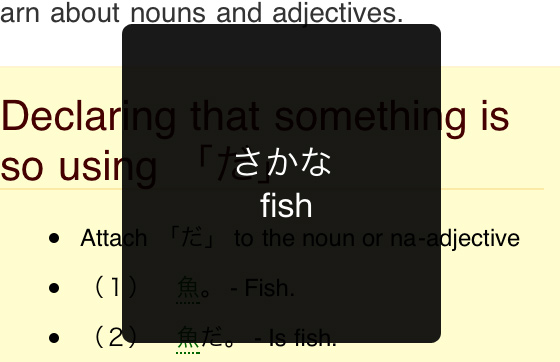 arn about nouns and adjectives.
Declaring that something is
so using 「だ」
さかな
fish
• Attach 「だ」 to the noun or na-adjective
• （１） 魚。 - Fish.
• （２） 魚だ。 - Is fish.